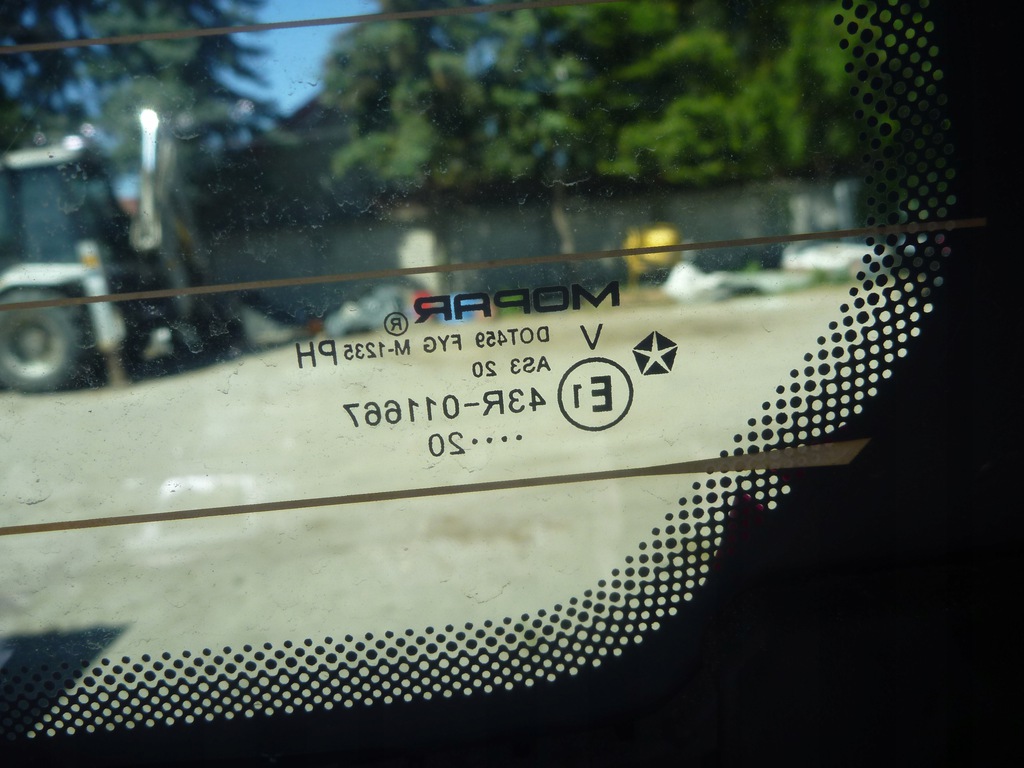 MOPAR®
V DOT459 FYG M-1235 PH
AS3 20
E1 43R-011667
....20